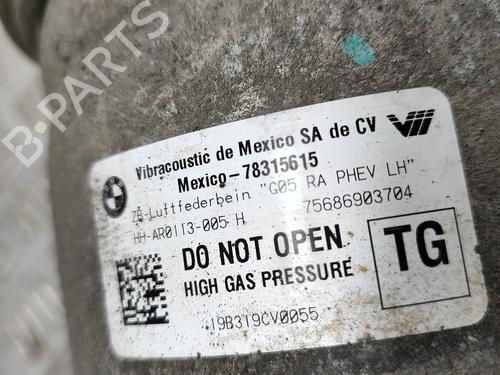 B-PARTS
Vibracoustic de Mexico SA de CV
Mexico-78315615
ZB-Luftfederbein "G05 RA PHEV LH"
HH-AR01T3-005 H 75686903704
DO NOT OPEN
HIGH GAS PRESSURE
TG
19B319CV0055